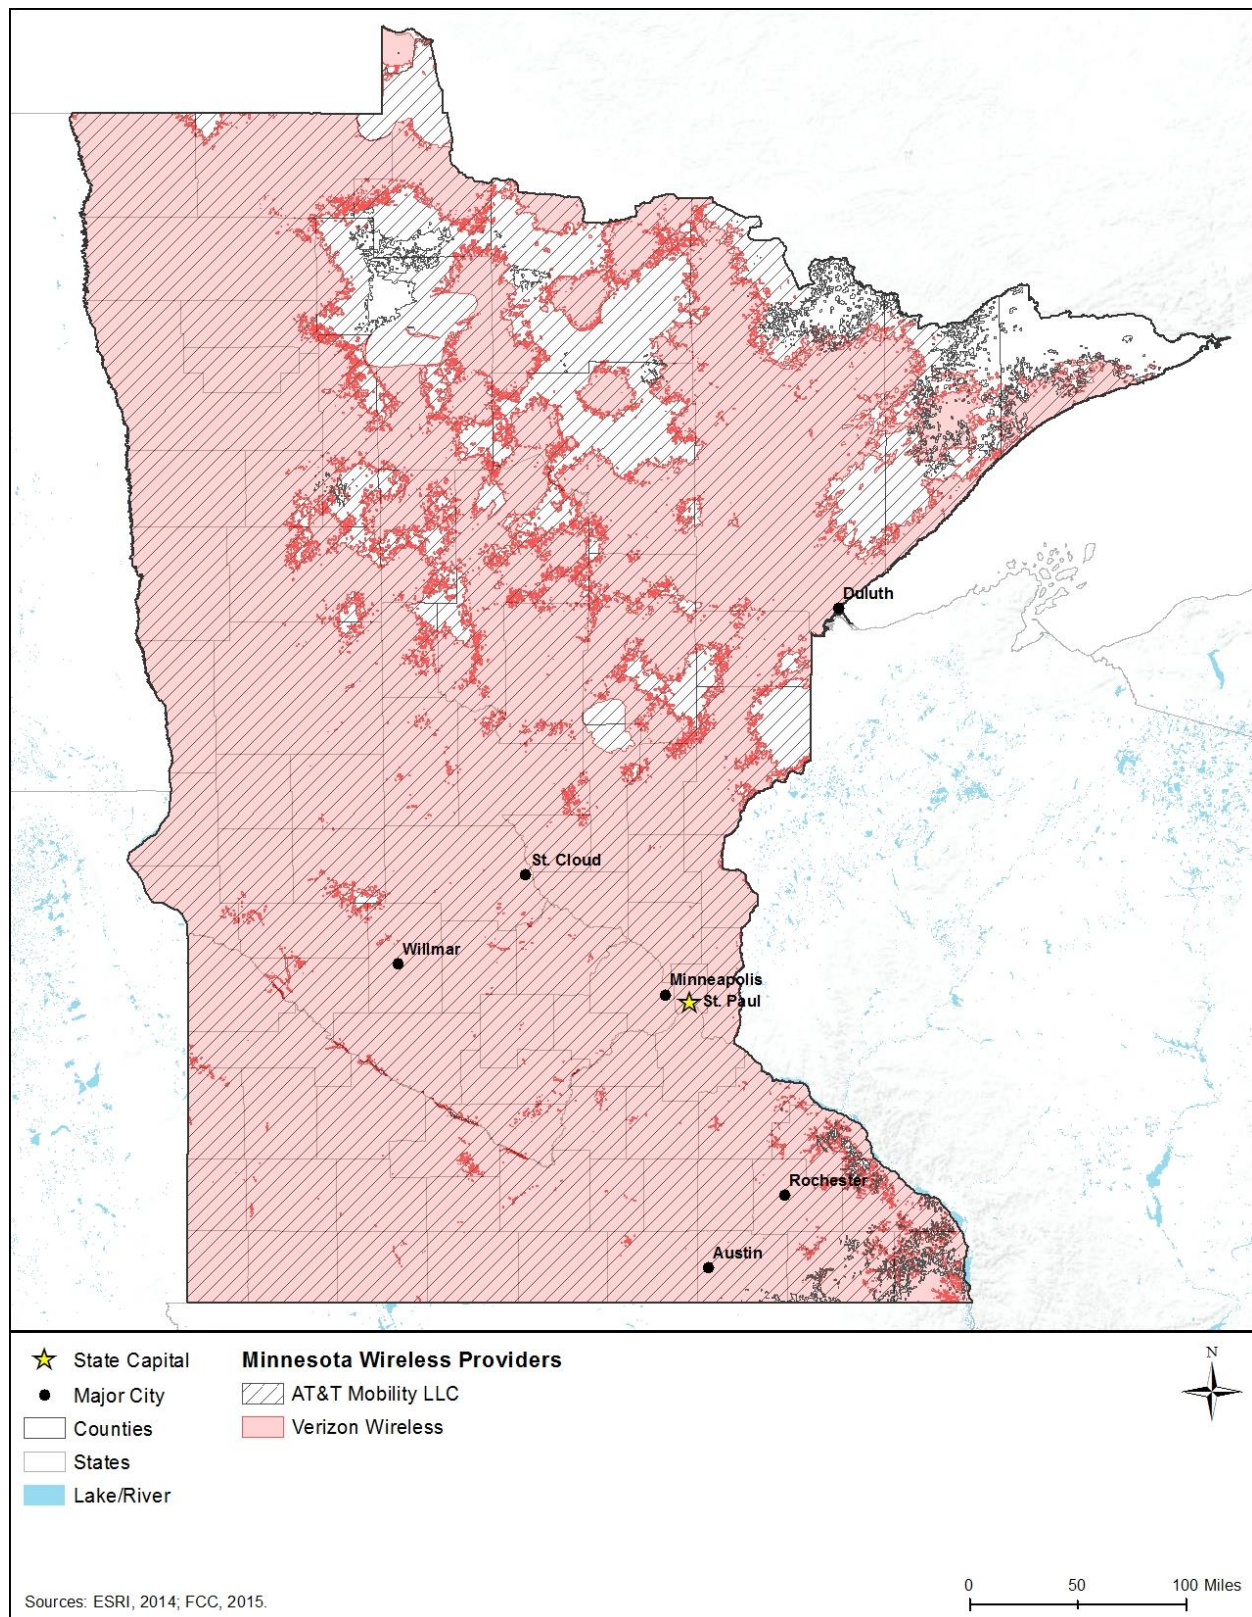 Duluth
St. Cloud
Willmar
Minneapolis
St. Paul
Rochester
Austin
State Capital
Major City
Counties
States
Lake/River
Minnesota Wireless Providers
AT&T Mobility LLC
Verizon Wireless
N
Sources: ESRI, 2014; FCC, 2015.
0 50 100 Miles